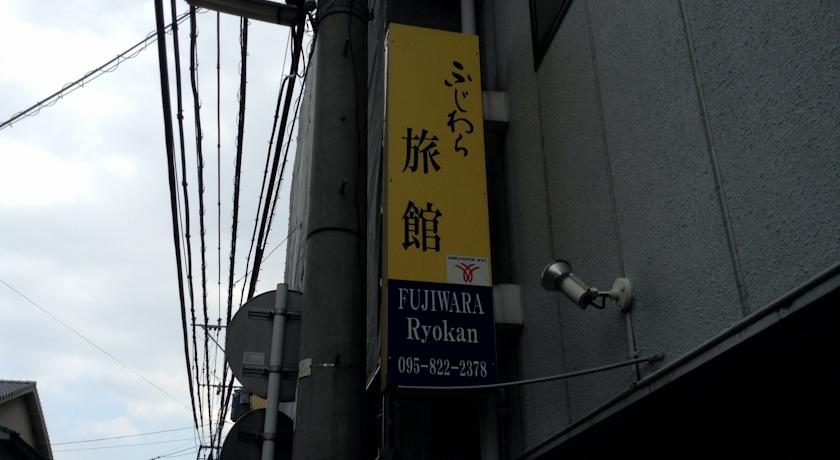 ふじわら
旅館
FUJIWARA
Ryokan
095-822-2378